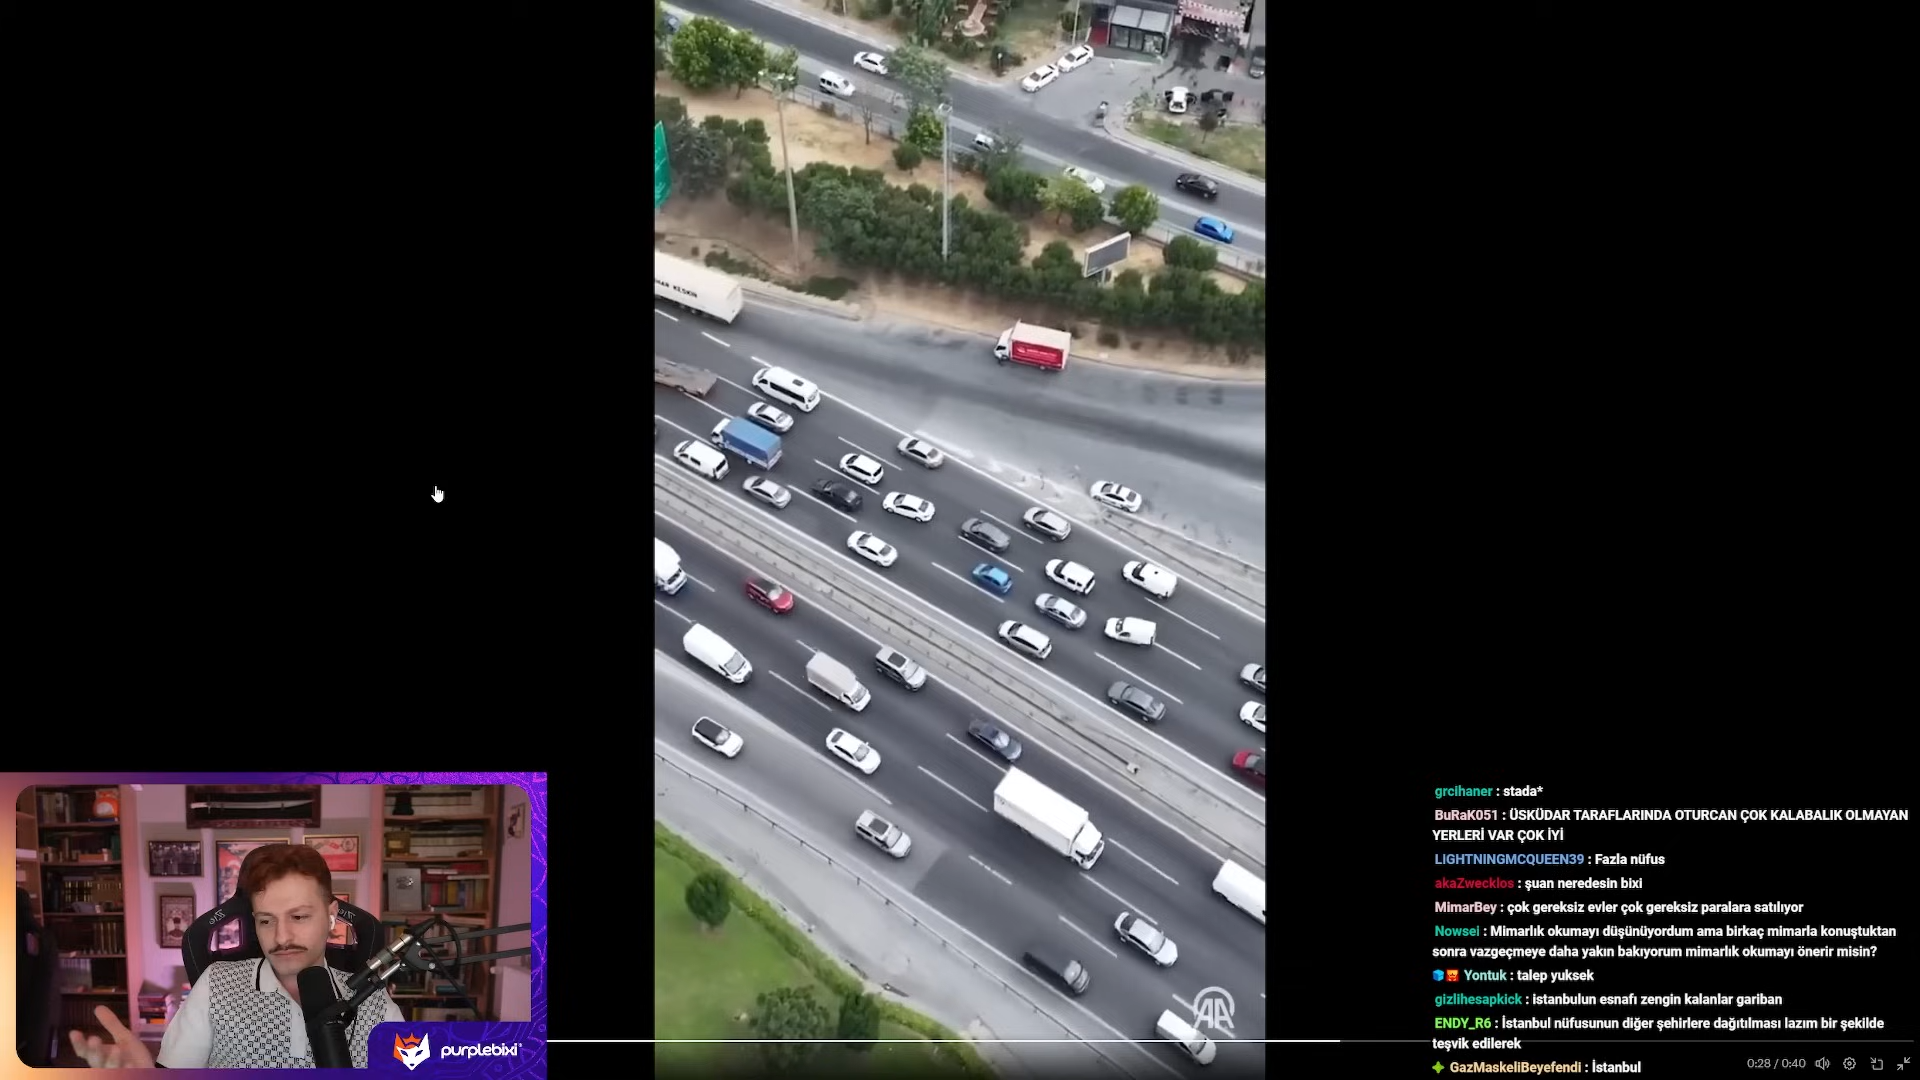 AA
grcihaner : stada*
BuRaK051 : ÜSKÜDAR TARAFLARINDA OTURCAN ÇOK KALABALIK OLMAYAN
YERLERİ VAR ÇOK İYİ
LIGHTNINGMCQUEEN39 : Fazla nüfus
akaZwecklos : şuan neredesin bixi
MimarBey : çok gereksiz evler çok gereksiz paralara satılıyor
Nowsei : Mimarlık okumayı düşünüyordum ama birkaç mimarla konuştuktan
sonra vazgeçmeye daha yakın bakıyorum mimarlık okumayı önerir misin?
Yontuk : talep yuksek
gizlihesapkick : istanbulun esnafı zengin kalanlar gariban
ENDY_R6 : İstanbul nüfusunun diğer şehirlere dağıtılması lazım bir şekilde
teşvik edilerek
GazMaskeliBeyefendi : İstanbul
purplebixi
0:28 / 0:40